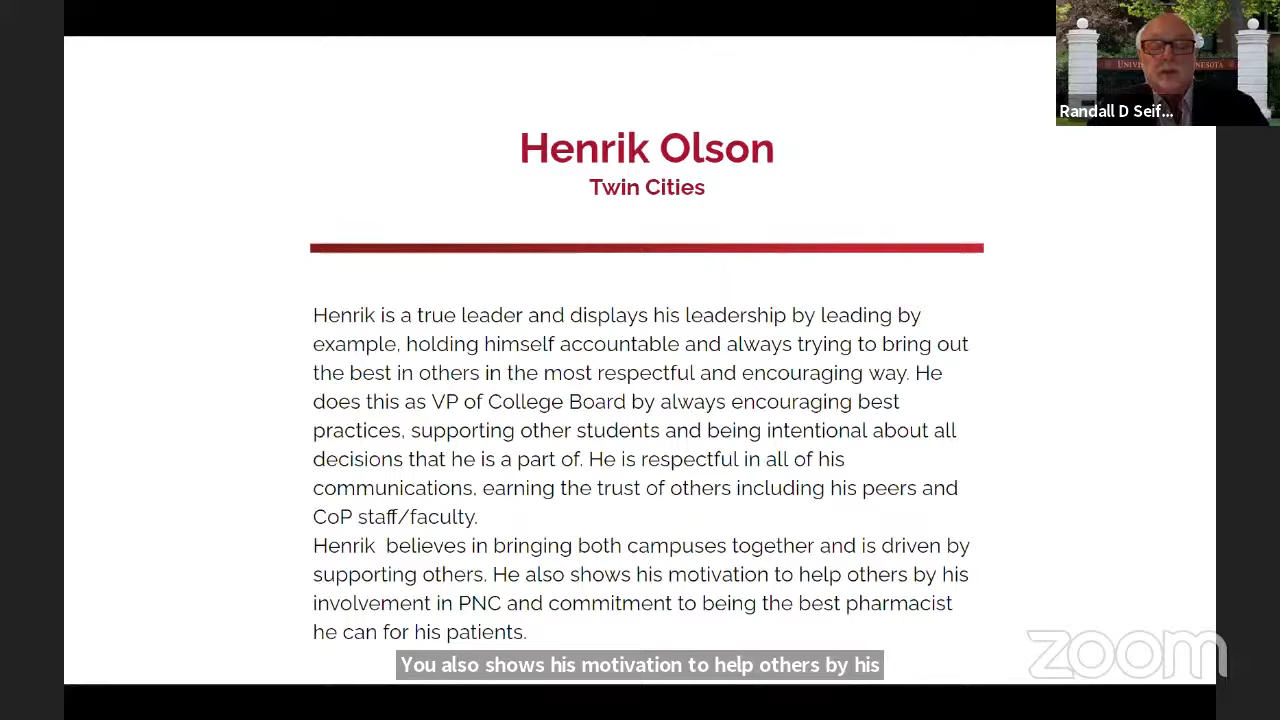 Henrik Olson
Twin Cities
Henrik is a true leader and displays his leadership by leading by
example, holding himself accountable and always trying to bring out
the best in others in the most respectful and encouraging way. He
does this as VP of College Board by always encouraging best
practices, supporting other students and being intentional about all
decisions that he is a part of. He is respectful in all of his
communications, earning the trust of others including his peers and
CoP staff/faculty.
Henrik believes in bringing both campuses together and is driven by
supporting others. He also shows his motivation to help others by his
involvement in PNC and commitment to being the best pharmacist
he can for his patients.
You also shows his motivation to help others by his
Randall D Seif...
zoom